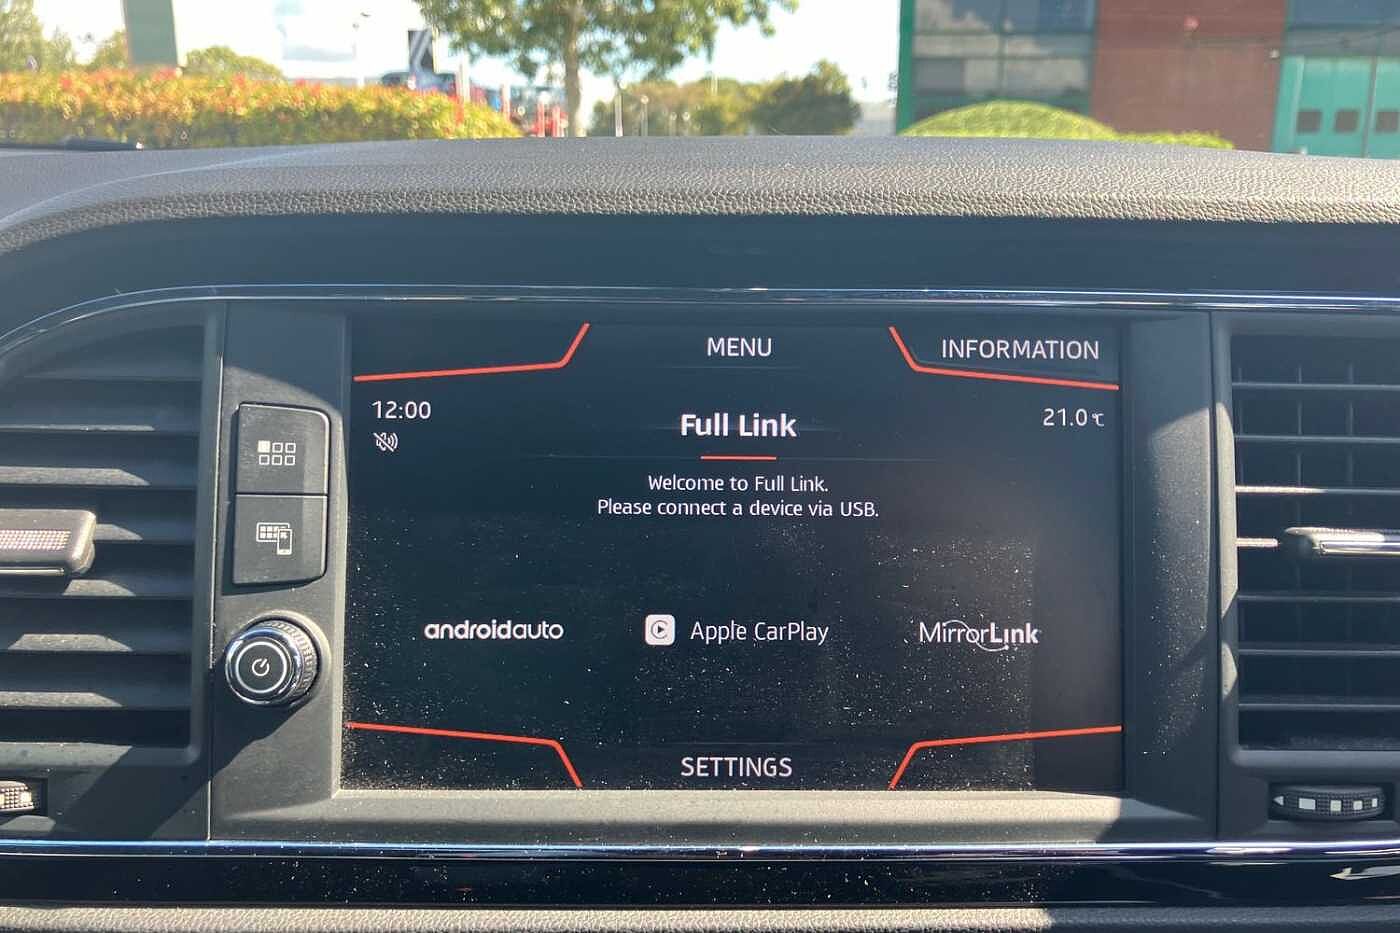 MENU
INFORMATION
12:00
Full Link
21.0 °C
Welcome to Full Link.
Please connect a device via USB.
androidauto
Apple CarPlay
MirrorLink
SETTINGS